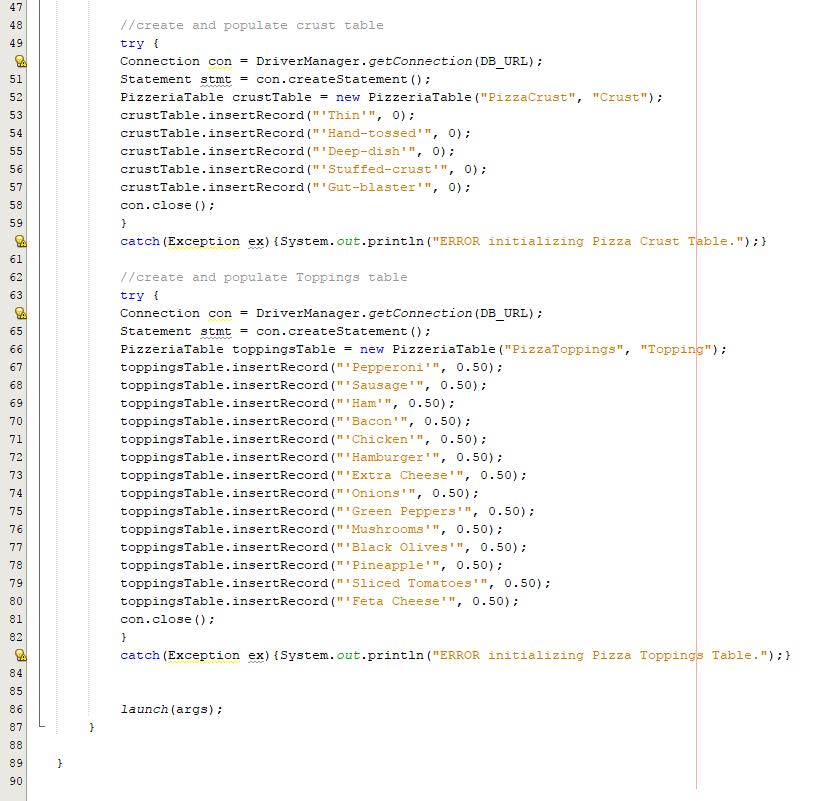 47
48 //create and populate crust table
49 try {
Connection con = DriverManager.getConnection(DB_URL);
51 Statement stmt = con.createStatement();
52 PizzeriaTable crustTable = new PizzeriaTable("PizzaCrust", "Crust");
53 crustTable.insertRecord("'Thin'", 0);
54 crustTable.insertRecord("'Hand-tossed'", 0);
55 crustTable.insertRecord("'Deep-dish'", 0);
56 crustTable.insertRecord("'Stuffed-crust'", 0);
57 crustTable.insertRecord("'Gut-blaster'", 0);
58 con.close();
59 }
catch(Exception ex){System.out.println("ERROR initializing Pizza Crust Table.");}
61
62 //create and populate Toppings table
63 try {
Connection con = DriverManager.getConnection(DB_URL);
65 Statement stmt = con.createStatement();
66 PizzeriaTable toppingsTable = new PizzeriaTable("PizzaToppings", "Topping");
67 toppingsTable.insertRecord("'Pepperoni'", 0.50);
68 toppingsTable.insertRecord("'Sausage'", 0.50);
69 toppingsTable.insertRecord("'Ham'", 0.50);
70 toppingsTable.insertRecord("'Bacon'", 0.50);
71 toppingsTable.insertRecord("'Chicken'", 0.50);
72 toppingsTable.insertRecord("'Hamburger'", 0.50);
73 toppingsTable.insertRecord("'Extra Cheese'", 0.50);
74 toppingsTable.insertRecord("'Onions'", 0.50);
75 toppingsTable.insertRecord("'Green Peppers'", 0.50);
76 toppingsTable.insertRecord("'Mushrooms'", 0.50);
77 toppingsTable.insertRecord("'Black Olives'", 0.50);
78 toppingsTable.insertRecord("'Pineapple'", 0.50);
79 toppingsTable.insertRecord("'Sliced Tomatoes'", 0.50);
80 toppingsTable.insertRecord("'Feta Cheese'", 0.50);
81 con.close();
82 }
catch(Exception ex){System.out.println("ERROR initializing Pizza Toppings Table.");}
84
85
86 launch(args);
87 }
88
89 }
90